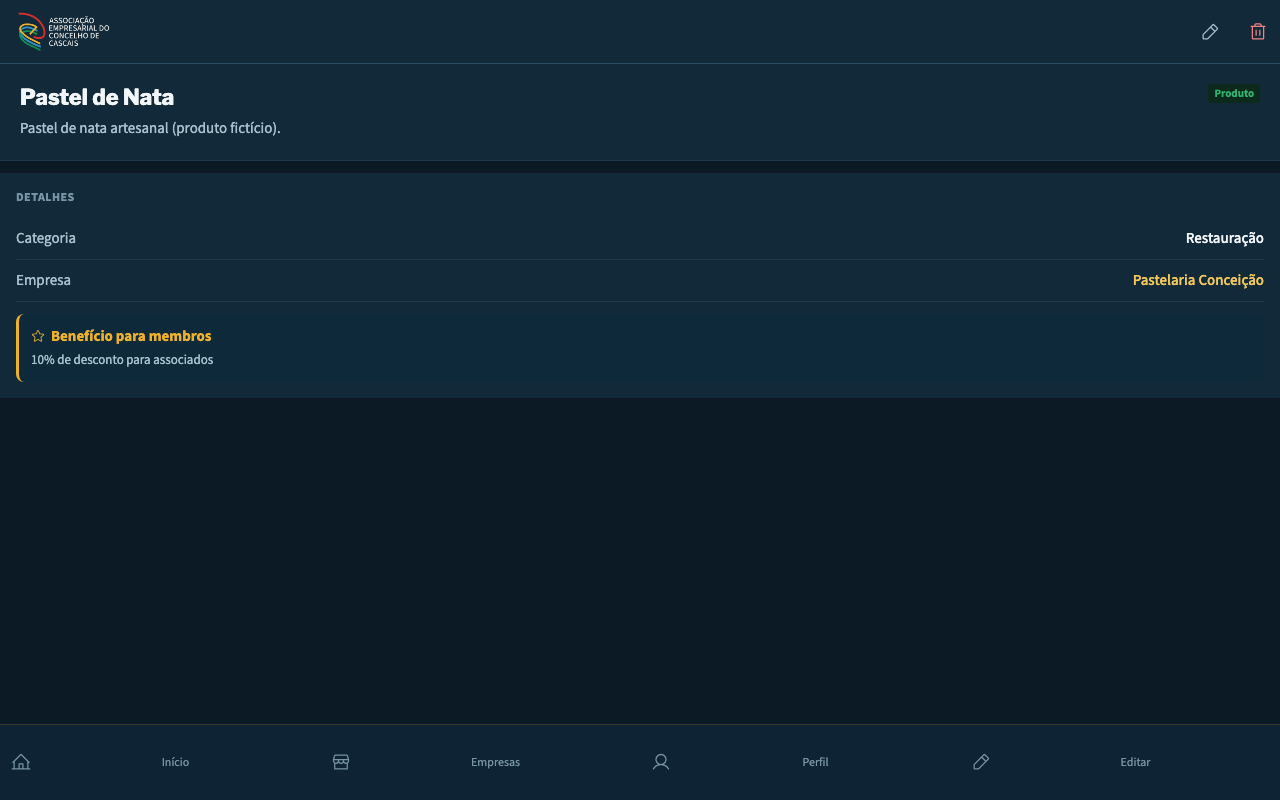 ASSOCIAÇÃO
EMPRESARIAL DO
CONCELHO DE
CASCAIS
Pastel de Nata
Produto
Pastel de nata artesanal (produto fictício).
DETALHES
Categoria
Restauração
Empresa
Pastelaria Conceição
Benefício para membros
10% de desconto para associados
Início
Empresas
Perfil
Editar